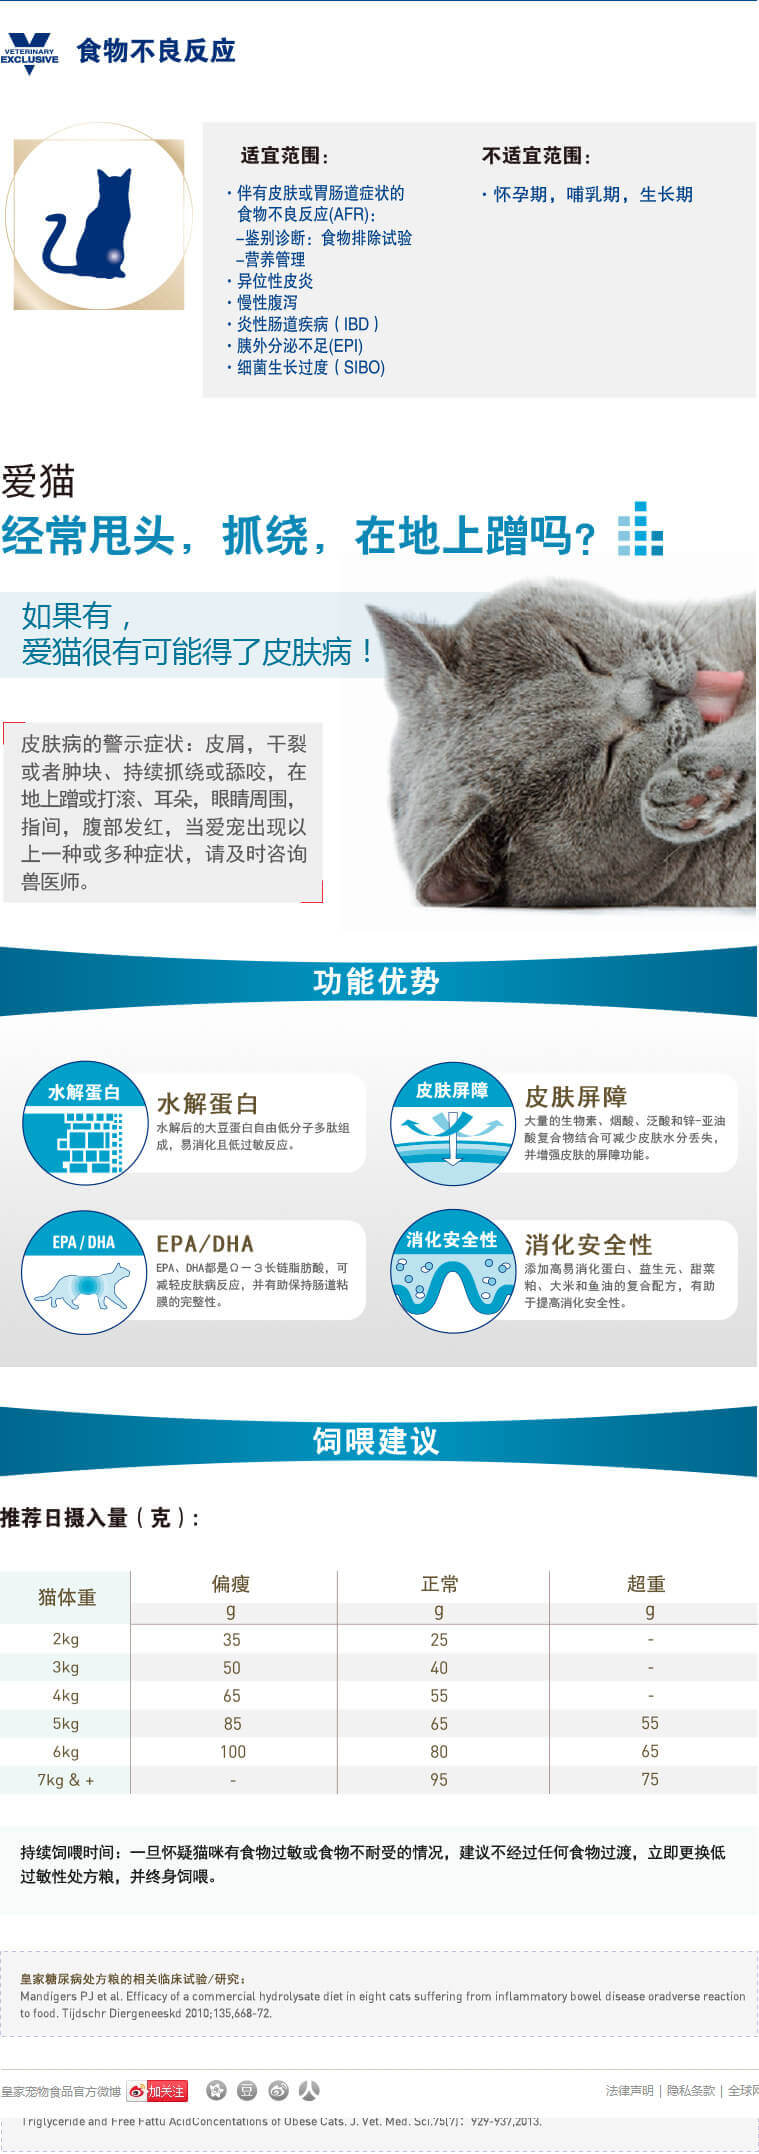 VETERINARY
EXCLUSIVE
食物不良反应
适宜范围：
· 伴有皮肤或胃肠道症状的
食物不良反应(AFR)：
–鉴别诊断：食物排除试验
–营养管理
· 异位性皮炎
· 慢性腹泻
· 炎性肠道疾病（IBD）
· 胰外分泌不足(EPI)
· 细菌生长过度（SIBO)
不适宜范围：
· 怀孕期，哺乳期，生长期
爱猫
经常甩头，抓绕，在地上蹭吗?
如果有，
爱猫很有可能得了皮肤病！
皮肤病的警示症状：皮屑，干裂
或者肿块、持续抓绕或舔咬，在
地上蹭或打滚、耳朵，眼睛周围，
指间，腹部发红，当爱宠出现以
上一种或多种症状，请及时咨询
兽医师。
功能优势
水解蛋白
水解蛋白
水解后的大豆蛋白自由低分子多肽组
成，易消化且低过敏反应。
皮肤屏障
皮肤屏障
大量的生物素、烟酸、泛酸和锌-亚油
酸复合物结合可减少皮肤水分丢失，
并增强皮肤的屏障功能。
EPA/DHA
EPA/DHA
EPA、DHA都是Ω－3长链脂肪酸，可
减轻皮肤病反应，并有助保持肠道粘
膜的完整性。
消化安全性
消化安全性
添加高易消化蛋白、益生元、甜菜
粕、大米和鱼油的复合配方，有助
于提高消化安全性。
饲喂建议
推荐日摄入量（克）：
猫体重 偏瘦 正常 超重
g g g
2kg 35 25 -
3kg 50 40 -
4kg 65 55 -
5kg 85 65 55
6kg 100 80 65
7kg & + - 95 75
持续饲喂时间：一旦怀疑猫咪有食物过敏或食物不耐受的情况，建议不经过任何食物过渡，立即更换低
过敏性处方粮，并终身饲喂。
皇家糖尿病处方粮的相关临床试验/研究：
Mandigers PJ et al. Efficacy of a commercial hydrolysate diet in eight cats suffering from inflammatory bowel disease oradverse reaction
to food. Tijdschr Diergeneeskd 2010;135,668-72.
皇家宠物食品官方微博 加关注 豆 法律声明 | 隐私条款 | 全球网
Triglyceride and Free Fattu AcidConcentations of Obese Cats. J. Vet. Med. Sci.75(7)：929-937,2013.